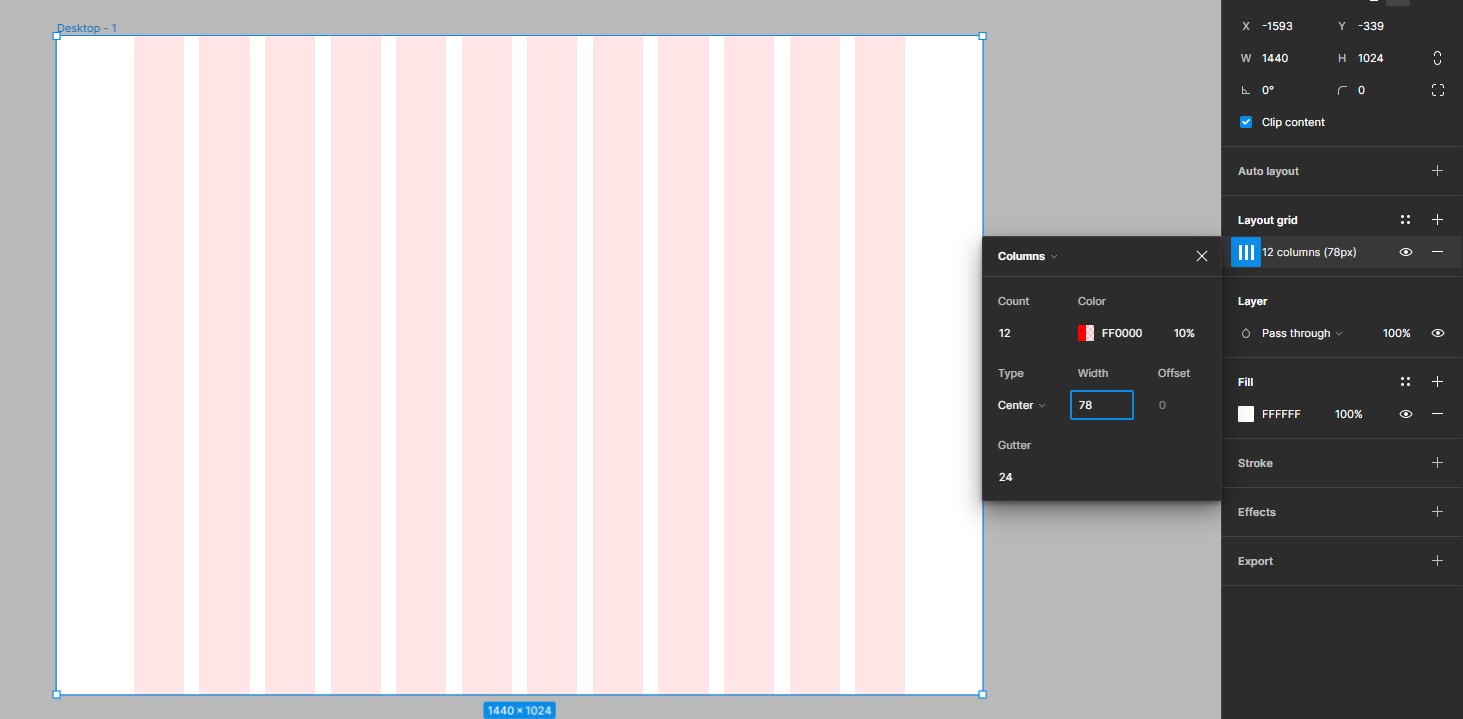 Desktop - 1
1440 × 1024
Columns
Count Color
12 FF0000 10%
Type Width Offset
Center 78 0
Gutter
24
X -1593 Y -339
W 1440 H 1024
0° 0
Clip content
Auto layout
Layout grid
12 columns (78px)
Layer
Pass through 100%
Fill
FFFFFF 100%
Stroke
Effects
Export